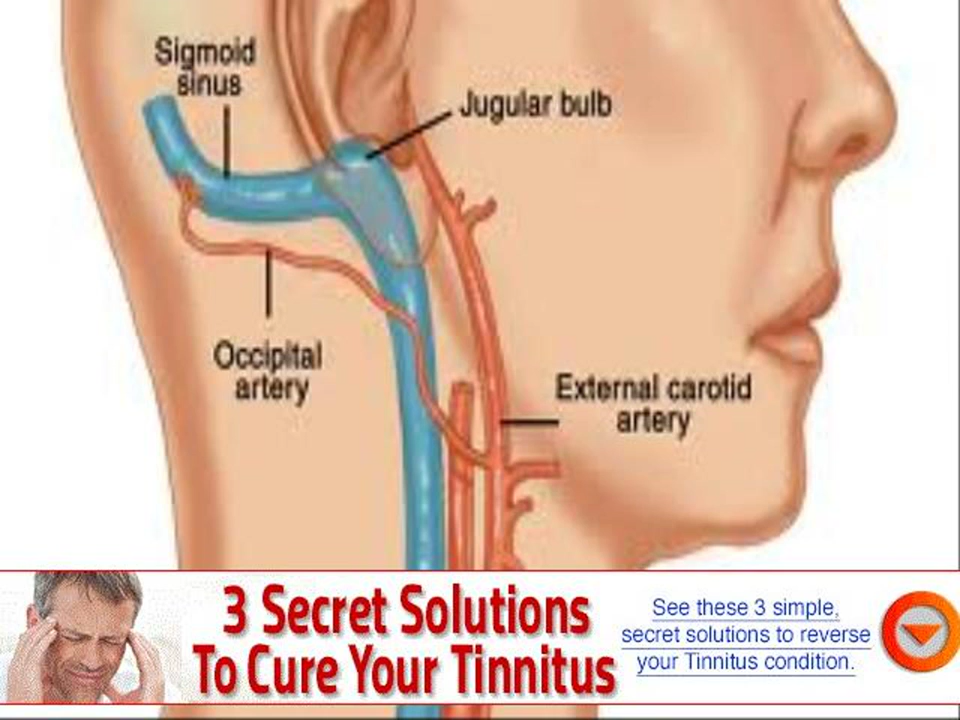 Sigmoid
sinus
Jugular bulb
Occipital
artery
External carotid
artery
3 Secret Solutions
To Cure Your Tinnitus
See these 3 simple,
secret solutions to reverse
your Tinnitus condition.